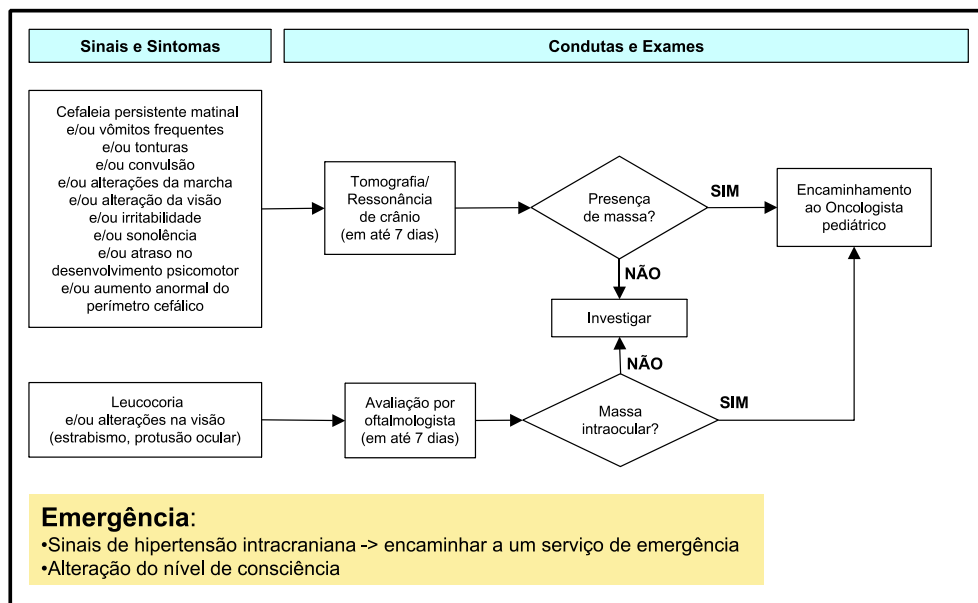 Sinais e Sintomas
Condutas e Exames
Cefaleia persistente matinal
e/ou vômitos frequentes
e/ou tonturas
e/ou convulsão
e/ou alterações da marcha
e/ou alteração da visão
e/ou irritabilidade
e/ou sonolência
e/ou atraso no
desenvolvimento psicomotor
e/ou aumento anormal do
perímetro cefálico
Tomografia/
Ressonância
de crânio
(em até 7 dias)
Presença
de massa?
SIM
Encaminhamento
ao Oncologista
pediátrico
NÃO
Investigar
NÃO
Leucocoria
e/ou alterações na visão
(estrabismo, protusão ocular)
Avaliação por
oftalmologista
(em até 7 dias)
Massa
intraocular?
SIM
Emergência:
•Sinais de hipertensão intracraniana -> encaminhar a um serviço de emergência
•Alteração do nível de consciência